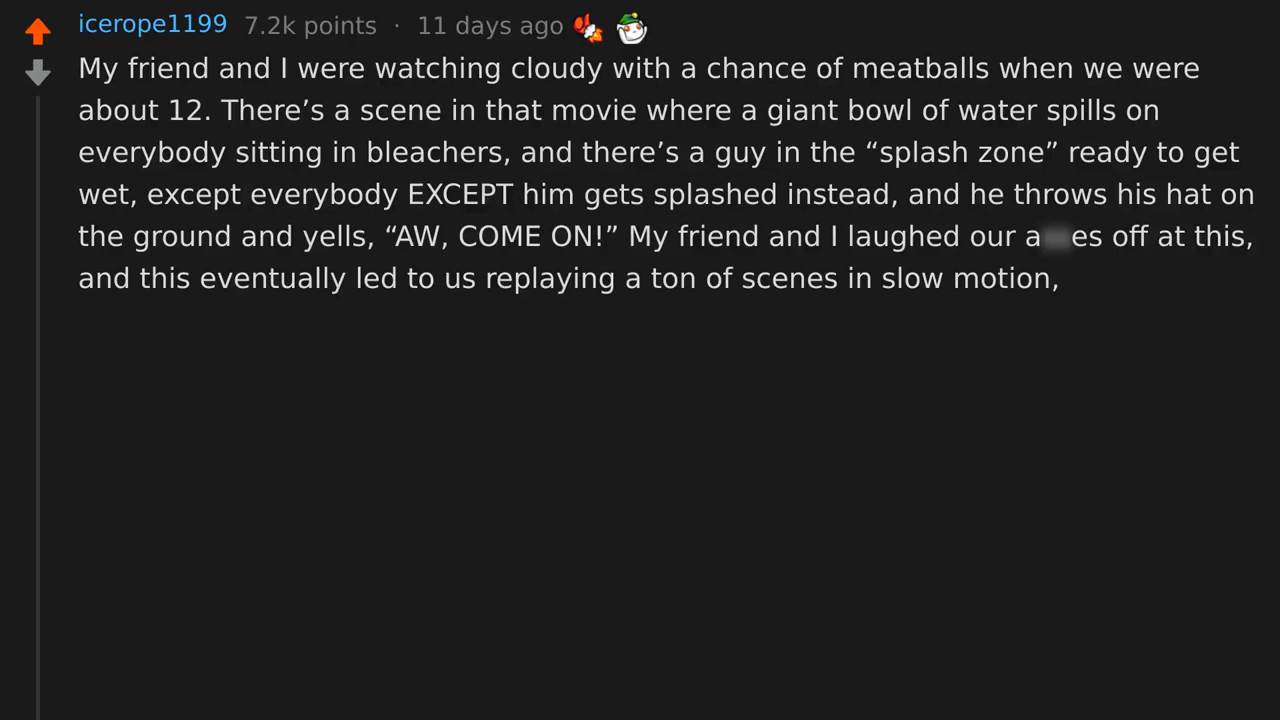 icerope1199 7.2k points · 11 days ago
My friend and I were watching cloudy with a chance of meatballs when we were
about 12. There’s a scene in that movie where a giant bowl of water spills on
everybody sitting in bleachers, and there’s a guy in the “splash zone” ready to get
wet, except everybody EXCEPT him gets splashed instead, and he throws his hat on
the ground and yells, “AW, COME ON!” My friend and I laughed our a es off at this,
and this eventually led to us replaying a ton of scenes in slow motion,